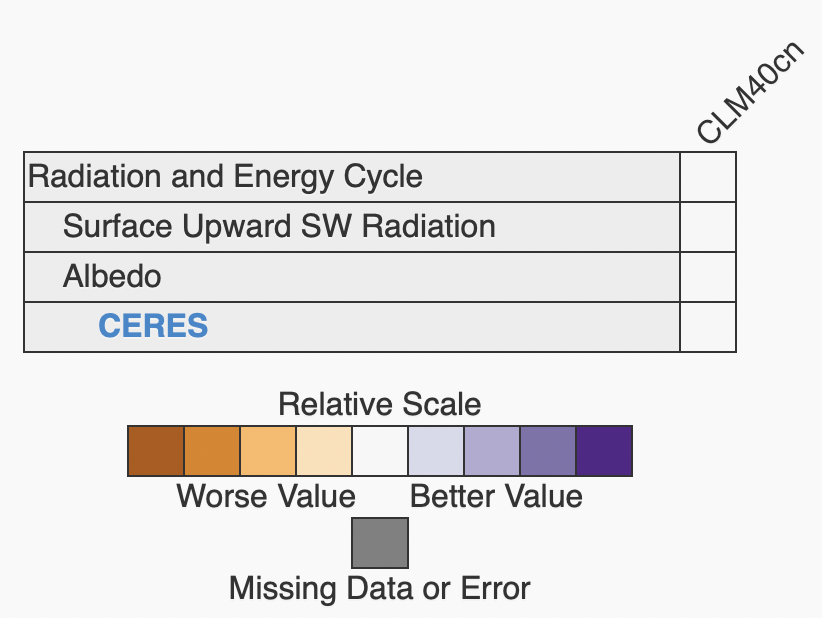 CLM40cn
Radiation and Energy Cycle
Surface Upward SW Radiation
Albedo
CERES
Relative Scale
Worse Value Better Value
Missing Data or Error